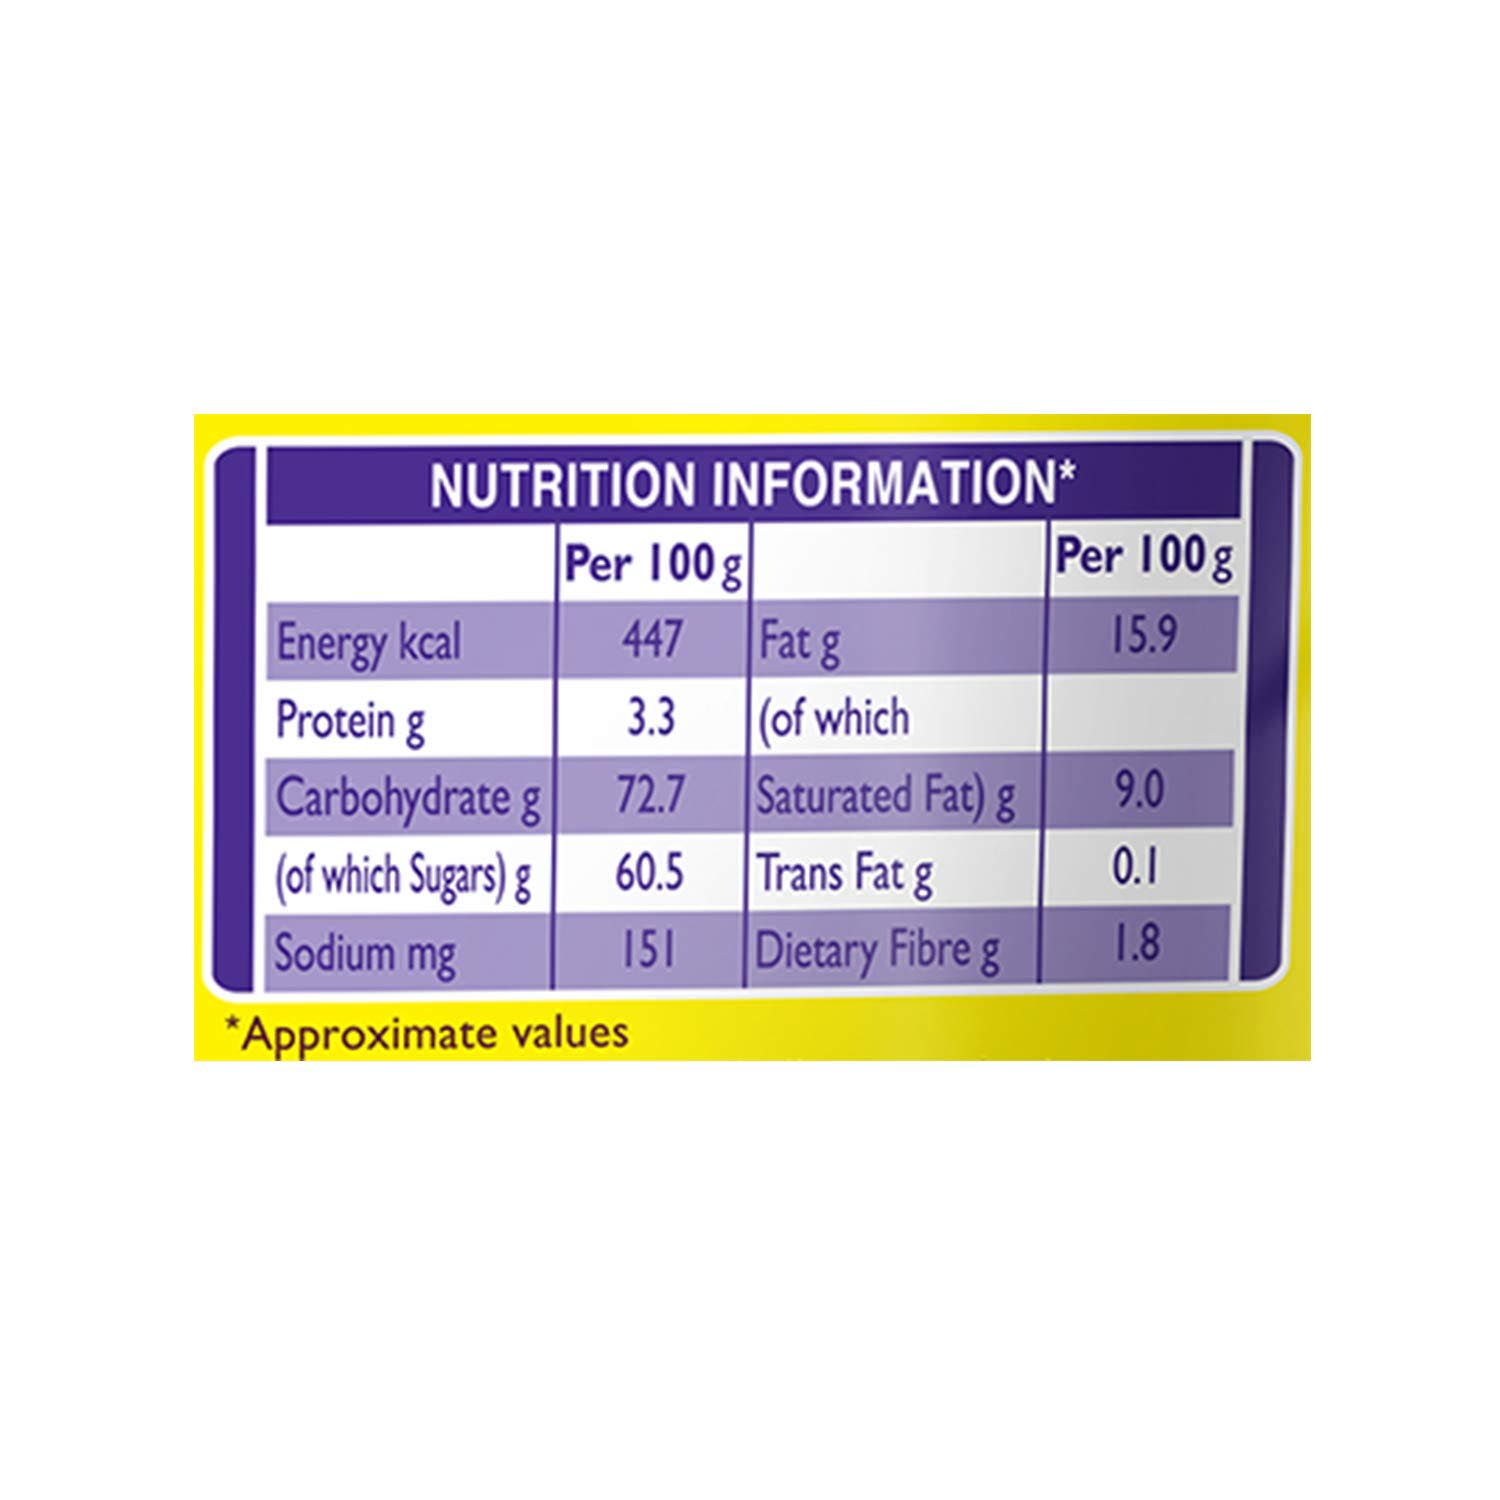 NUTRITION INFORMATION*
Per 100 g Per 100 g
Energy kcal 447 Fat g 15.9
Protein g 3.3 (of which
Carbohydrate g 72.7 Saturated Fat) g 9.0
(of which Sugars) g 60.5 Trans Fat g 0.1
Sodium mg 151 Dietary Fibre g 1.8
*Approximate values